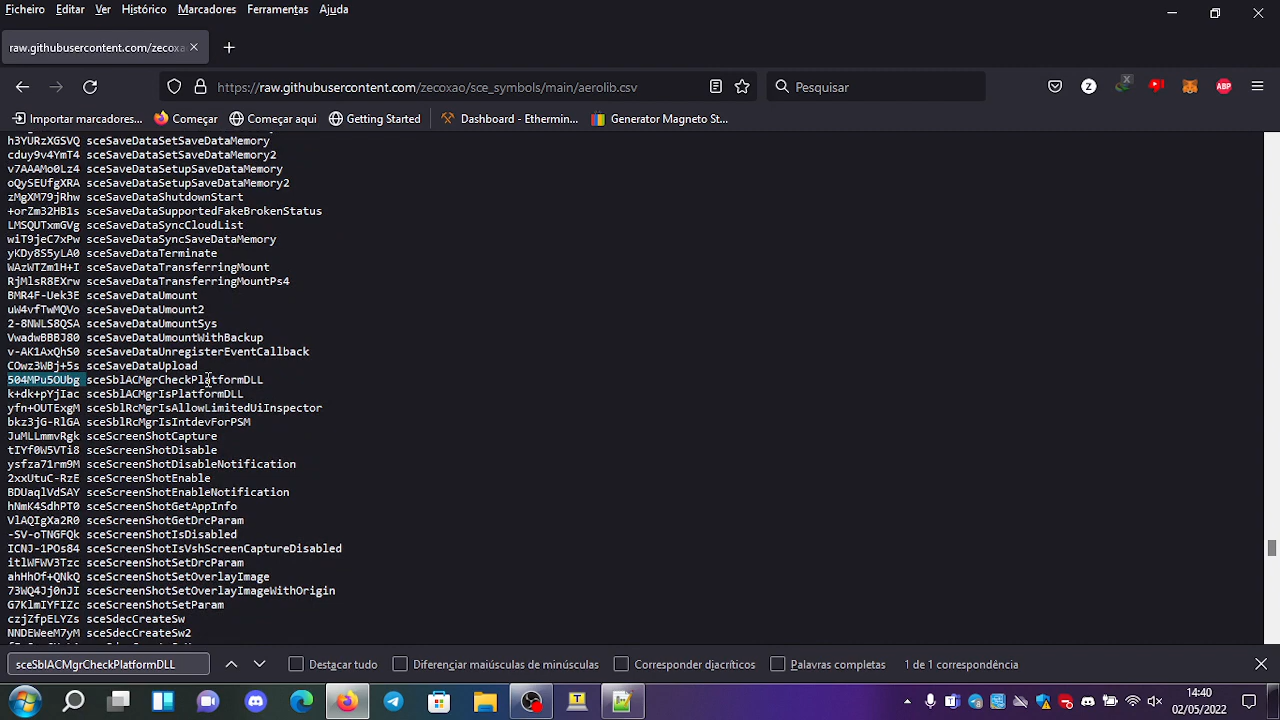 Ficheiro Editar Ver Histórico Marcadores Ferramentas Ajuda
raw.githubusercontent.com/zecoxa
https://raw.githubusercontent.com/zecoxo/sce_symbols/main/aerolib.csv
Pesquisar
Importar marcadores... Começar Começar aqui Getting Started Dashboard - Ethermin... Generator Magneto St...
h3YURzXGSVQ sceSaveDataSetSaveDataMemory
cduy9v4YmT4 sceSaveDataSetSaveDataMemory2
v7AAAMo0Lz4 sceSaveDataSetupSaveDataMemory
oQySEUfgXRA sceSaveDataSetupSaveDataMemory2
zMgXM79jRhw sceSaveDataShutdownStart
+orZm32HB1s sceSaveDataSupportedFakeBrokenStatus
LMSQUTxmGVg sceSaveDataSyncCloudList
wiT9jeC7xPw sceSaveDataSyncSaveDataMemory
yKDy8S5yLA0 sceSaveDataTerminate
WAzWTZm1H+I sceSaveDataTransferringMount
RjMlsR8EXrw sceSaveDataTransferringMountPs4
BMR4F-Uek3E sceSaveDataUmount
uW4vfTwMQVo sceSaveDataUmount2
2-8NWLS8QSA sceSaveDataUmountSys
VwadwBBBJ80 sceSaveDataUmountWithBackup
v-AK1AxQhS0 sceSaveDataUnregisterEventCallback
COwz3WBj+5s sceSaveDataUpload
504MPu5OUbg sceSblACMgrCheckPlatformDLL
k+dk+pYjIac sceSblACMgrIsPlatformDLL
yfn+OUTExgM sceSblRcMgrIsAllowLimitedUiInspector
bkz3jG-RlGA sceSblRcMgrIsIntdevForPSM
JuMLLmmvRgk sceScreenShotCapture
tIYf0W5VTi8 sceScreenShotDisable
ysfza71rm9M sceScreenShotDisableNotification
2xxUtuC-RzE sceScreenShotEnable
BDUaqlVdSAY sceScreenShotEnableNotification
hNmK4SdhPT0 sceScreenShotGetAppInfo
VlAQIgXa2R0 sceScreenShotGetDrcParam
-SV-oTNGFQk sceScreenShotIsDisabled
ICNJ-1POs84 sceScreenShotIsVshScreenCaptureDisabled
itlWFWV3Tzc sceScreenShotSetDrcParam
ahHhOf+QNkQ sceScreenShotSetOverlayImage
73WQ4Jj0nJI sceScreenShotSetOverlayImageWithOrigin
G7KlmIYFIZc sceScreenShotSetParam
czjZfpELYZs sceSdecCreateSw
NNDEWeeM7yM sceSdecCreateSw2
sceSblACMgrCheckPlatformDLL Destacar tudo Diferenciar maiúsculas de minúsculas Corresponder djacríticos Palavras completas 1 de 1 correspondência
14:40
02/05/2022